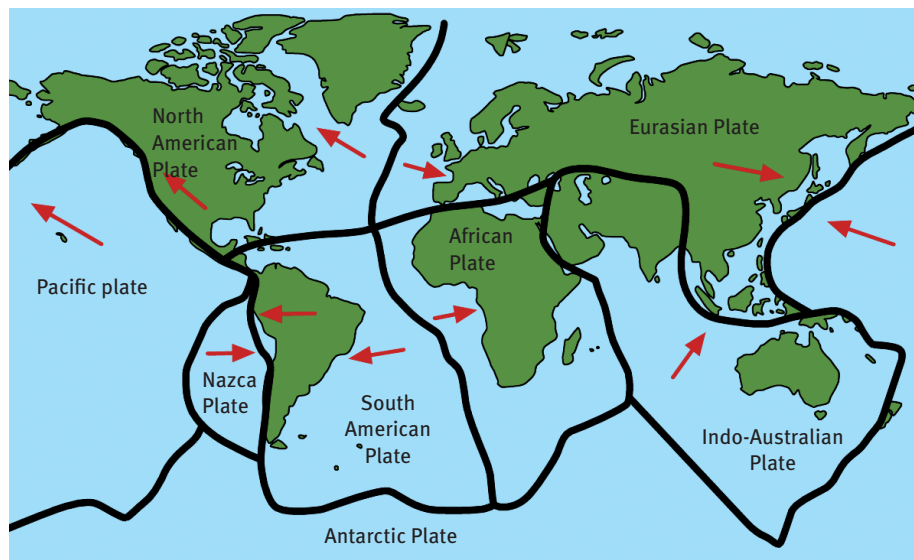 North
American
Plate
Eurasian Plate
African
Plate
Pacific plate
Nazca
Plate
South
American
Plate
Indo-Australian
Plate
Antarctic Plate